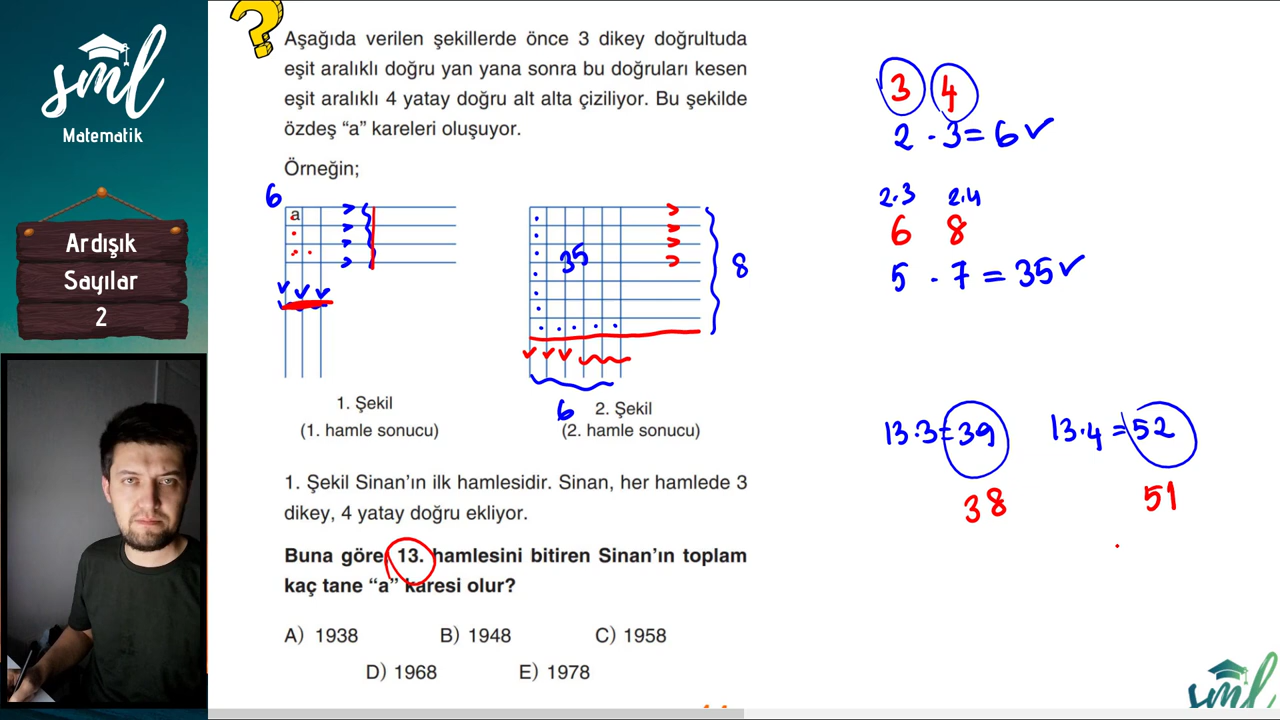 sml
Matematik
Ardışık
Sayılar
2
?
Aşağıda verilen şekillerde önce 3 dikey doğrultuda
eşit aralıklı doğru yan yana sonra bu doğruları kesen
eşit aralıklı 4 yatay doğru alt alta çiziliyor. Bu şekilde
özdeş “a” kareleri oluşuyor.
Örneğin;
6
a
35
8
6
1. Şekil
(1. hamle sonucu)
2. Şekil
(2. hamle sonucu)
1. Şekil Sinan’ın ilk hamlesidir. Sinan, her hamlede 3
dikey, 4 yatay doğru ekliyor.
Buna göre 13. hamlesini bitiren Sinan’ın toplam
kaç tane “a” karesi olur?
A) 1938 B) 1948 C) 1958
D) 1968 E) 1978
3 4
2 · 3 = 6 ✓
2·3 2·4
6 8
5 · 7 = 35 ✓
13·3 = 39 13·4 = 52
38 51
sml